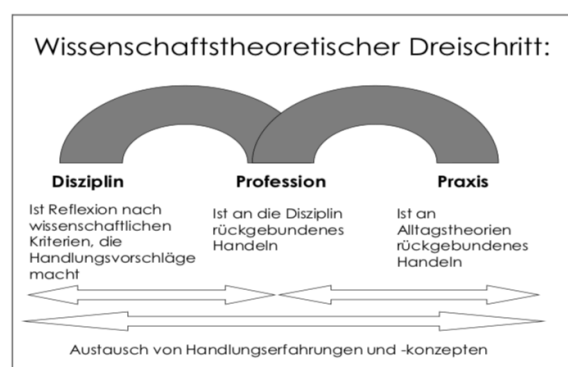 Wissenschaftstheoretischer Dreischritt:
Disziplin
Ist Reflexion nach
wissenschaftlichen
Kriterien, die
Handlungsvorschläge
macht
Profession
Ist an die Disziplin
rückgebundenes
Handeln
Praxis
Ist an
Alltagstheorien
rückgebundenes
Handeln
Austausch von Handlungserfahrungen und -konzepten